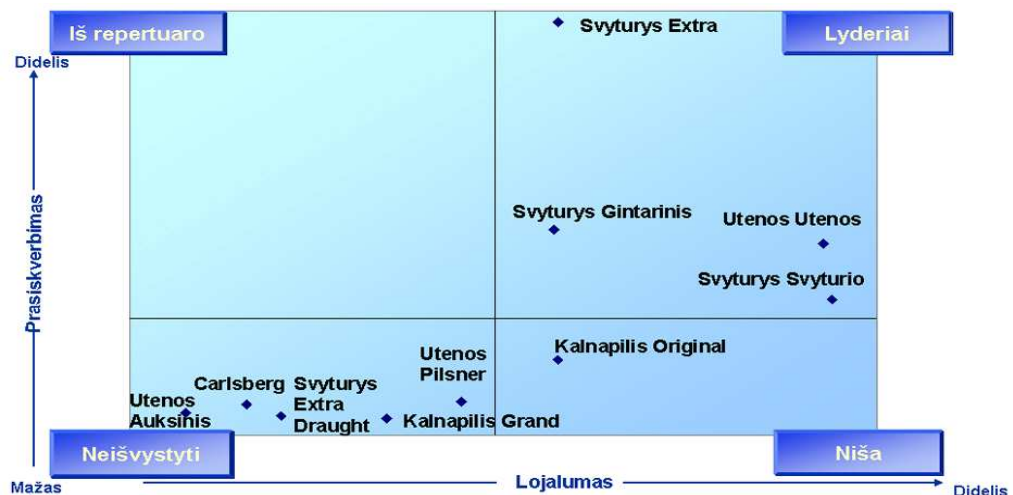 Iš repertuaro
Svyturys Extra
Lyderiai
Didelis
Prasiskverbimas
Svyturys Gintarinis
Utenos Utenos
Svyturys Svyturio
Kalnapilis Original
Utenos
Pilsner
Carlsberg
Svyturys
Extra
Draught
Utenos
Auksinis
Kalnapilis Grand
Neišvystyti
Niša
Mažas
Lojalumas
Didelis